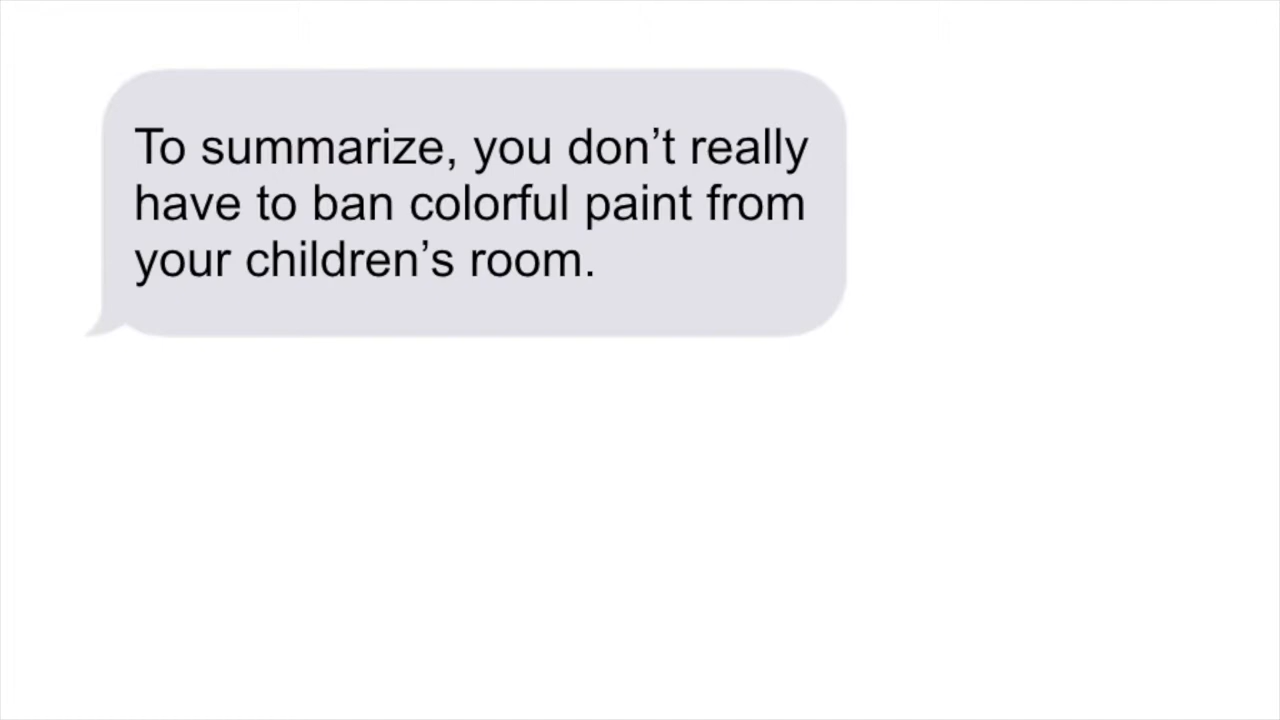 To summarize, you don’t really
have to ban colorful paint from
your children’s room.